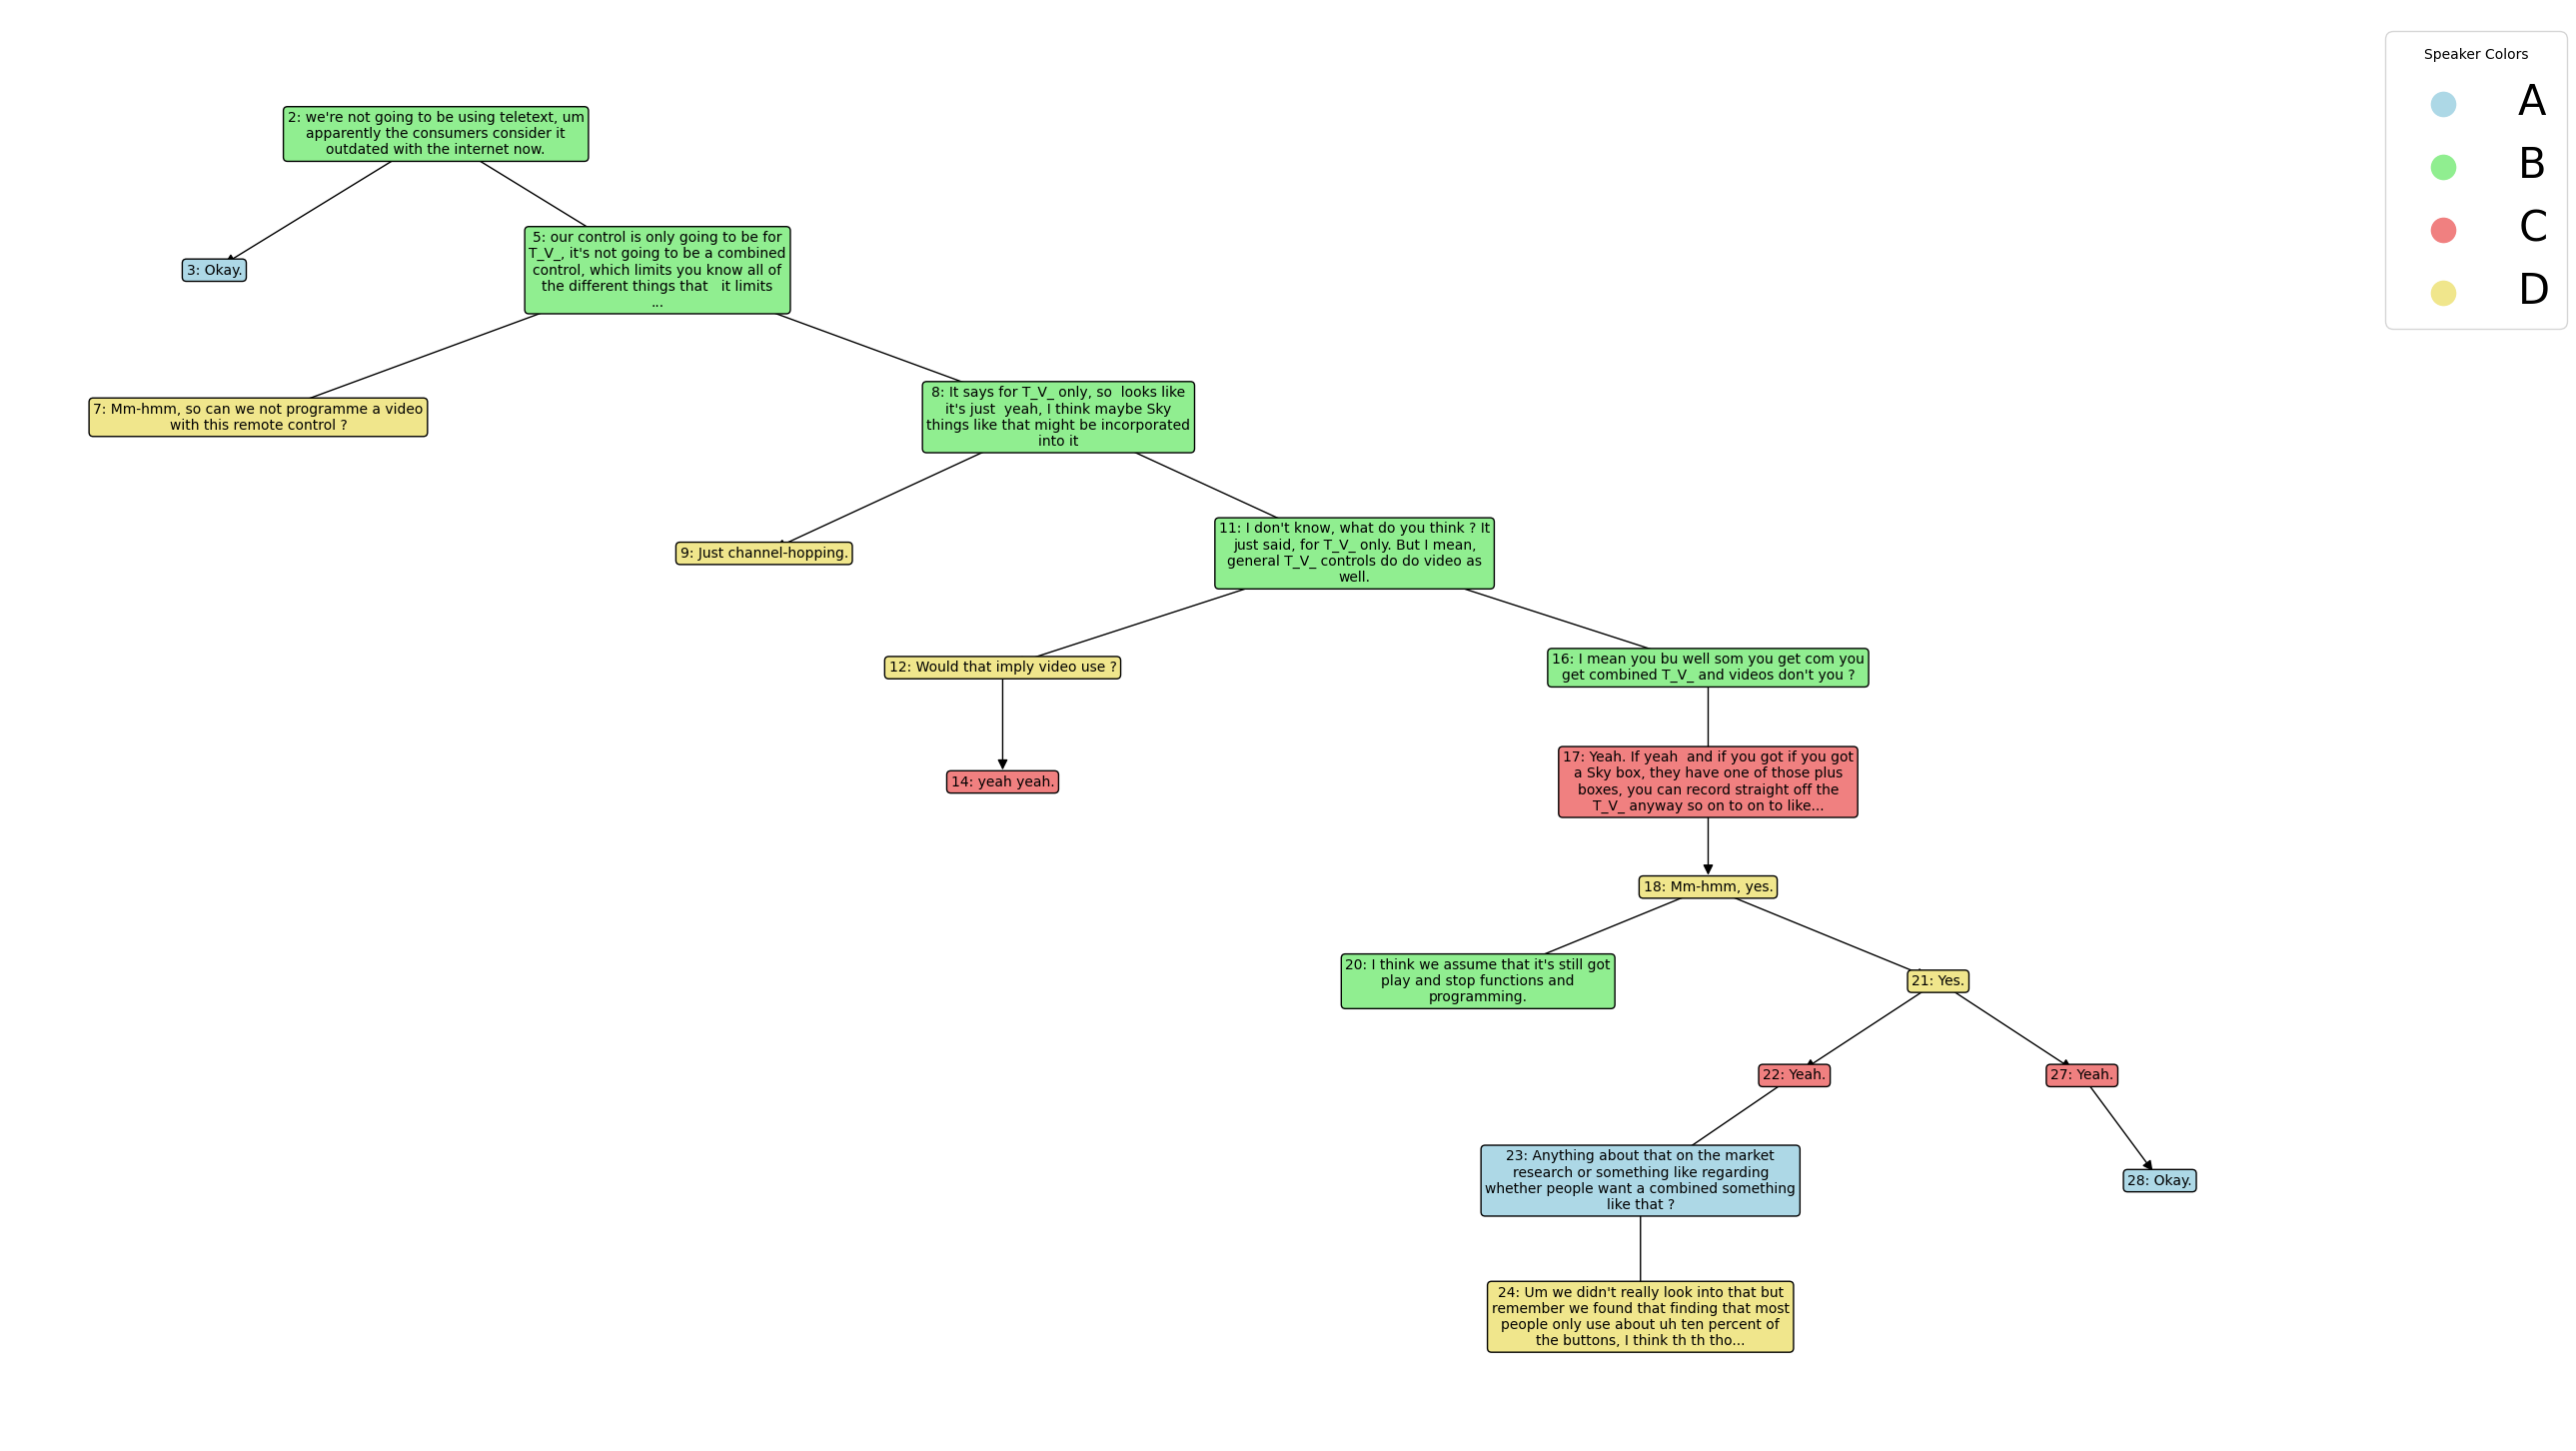 Speaker Colors
A
B
C
D
2: we're not going to be using teletext, um
apparently the consumers consider it
outdated with the internet now.
3: Okay.
5: our control is only going to be for
T_V_, it's not going to be a combined
control, which limits you know all of
the different things that   it limits
...
7: Mm-hmm, so can we not programme a video
with this remote control ?
8: It says for T_V_ only, so  looks like
it's just  yeah, I think maybe Sky
things like that might be incorporated
into it
9: Just channel-hopping.
11: I don't know, what do you think ? It
just said, for T_V_ only. But I mean,
general T_V_ controls do do video as
well.
12: Would that imply video use ?
16: I mean you bu well som you get com you
get combined T_V_ and videos don't you ?
14: yeah yeah.
17: Yeah. If yeah  and if you got if you got
a Sky box, they have one of those plus
boxes, you can record straight off the
T_V_ anyway so on to on to like...
18: Mm-hmm, yes.
20: I think we assume that it's still got
play and stop functions and
programming.
21: Yes.
22: Yeah.
27: Yeah.
23: Anything about that on the market
research or something like regarding
whether people want a combined something
like that ?
28: Okay.
24: Um we didn't really look into that but
remember we found that finding that most
people only use about uh ten percent of
the buttons, I think th th tho...